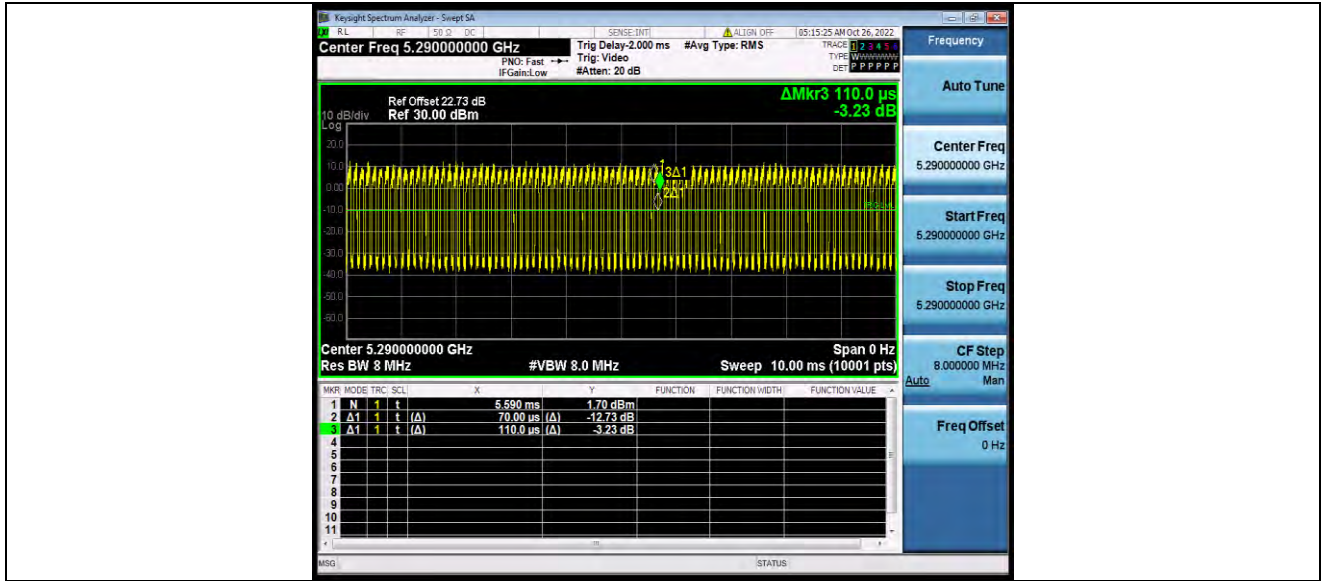 Keysight Spectrum Analyzer - Swept SA
RL RF 50 Ω DC SENSE:INT ALIGN OFF 05:15:25 AM Oct 26, 2022
Center Freq 5.290000000 GHz
Trig Delay-2.000 ms #Avg Type: RMS
TRACE 1 2 3 4 5 6
PNO: Fast Trig: Video
TYPE WWWWWW
IFGain:Low #Atten: 20 dB
DET P P P P P P
Frequency
Auto Tune
ΔMkr3 110.0 µs
-3.23 dB
Ref Offset 22.73 dB
10 dB/div Ref 30.00 dBm
Log
20.0
10.0
0.00
-10.0
-20.0
-30.0
-40.0
-50.0
-60.0
1
3Δ1
2Δ1
Center 5.290000000 GHz Span 0 Hz
Res BW 8 MHz #VBW 8.0 MHz Sweep 10.00 ms (10001 pts)
MKR MODE TRC SCL X Y FUNCTION FUNCTION WIDTH FUNCTION VALUE
1 N 1 t 5.590 ms 1.70 dBm
2 Δ1 1 t (Δ) 70.00 µs (Δ) -12.73 dB
3 Δ1 1 t (Δ) 110.0 µs (Δ) -3.23 dB
4
5
6
7
8
9
10
11
Center Freq
5.290000000 GHz
Start Freq
5.290000000 GHz
Stop Freq
5.290000000 GHz
CF Step
8.000000 MHz
Auto Man
Freq Offset
0 Hz
MSG STATUS